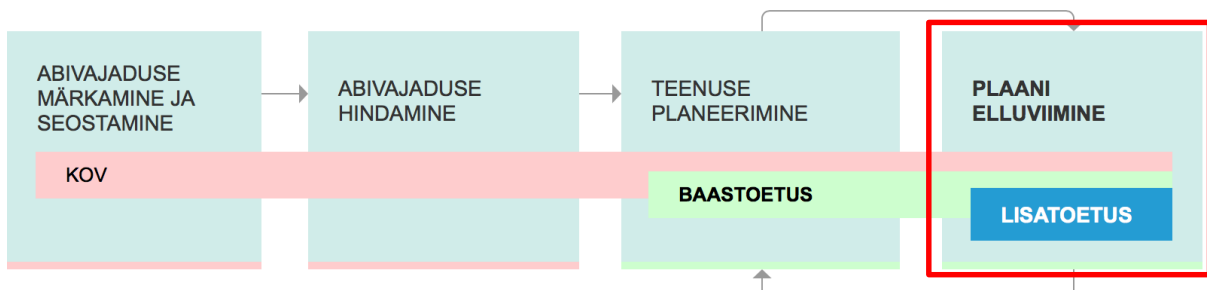 ABIVAJADUSE
MÄRKAMINE JA
SEOSTAMINE
ABIVAJADUSE
HINDAMINE
TEENUSE
PLANEERIMINE
PLAANI
ELLUVIIMINE
KOV
BAASTOETUS
LISATOETUS